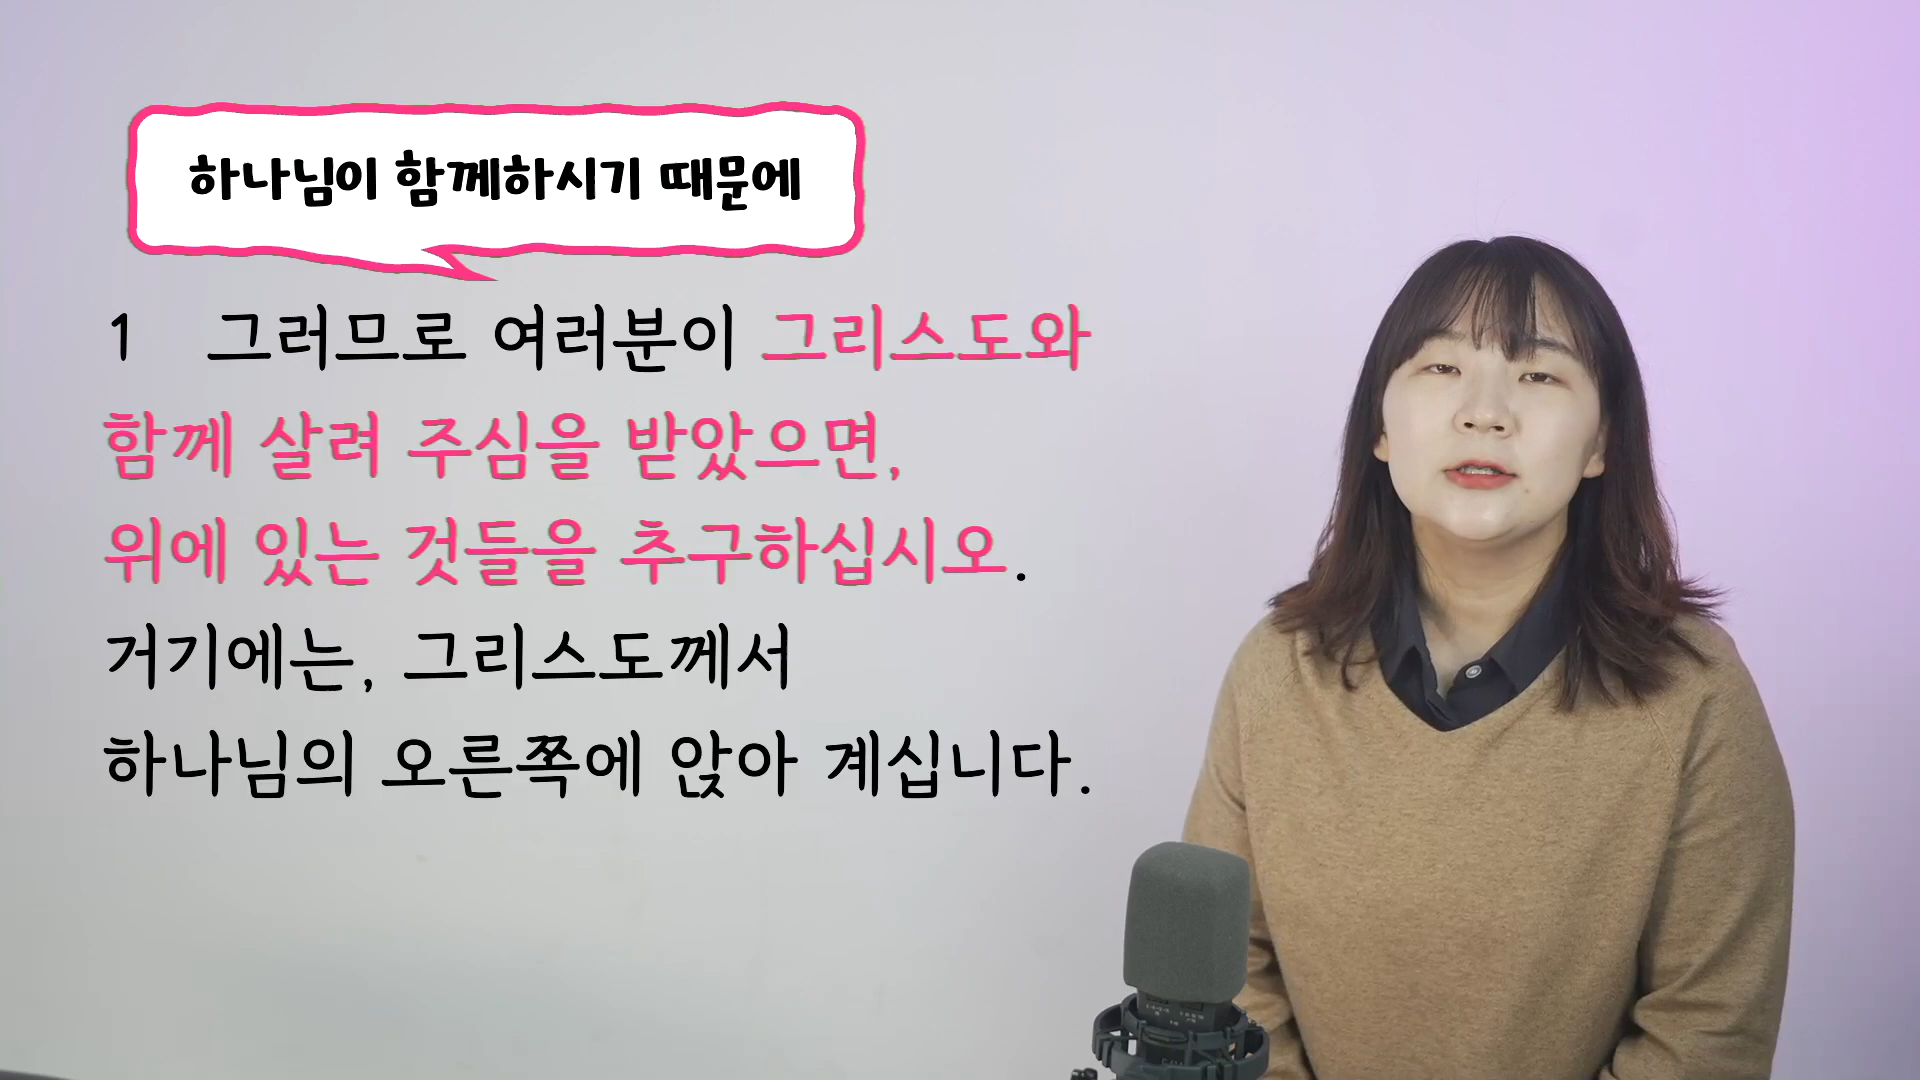 하나님이 함께하시기 때문에
1 그러므로 여러분이 그리스도와
함께 살려 주심을 받았으면,
위에 있는 것들을 추구하십시오.
거기에는, 그리스도께서
하나님의 오른쪽에 앉아 계십니다.